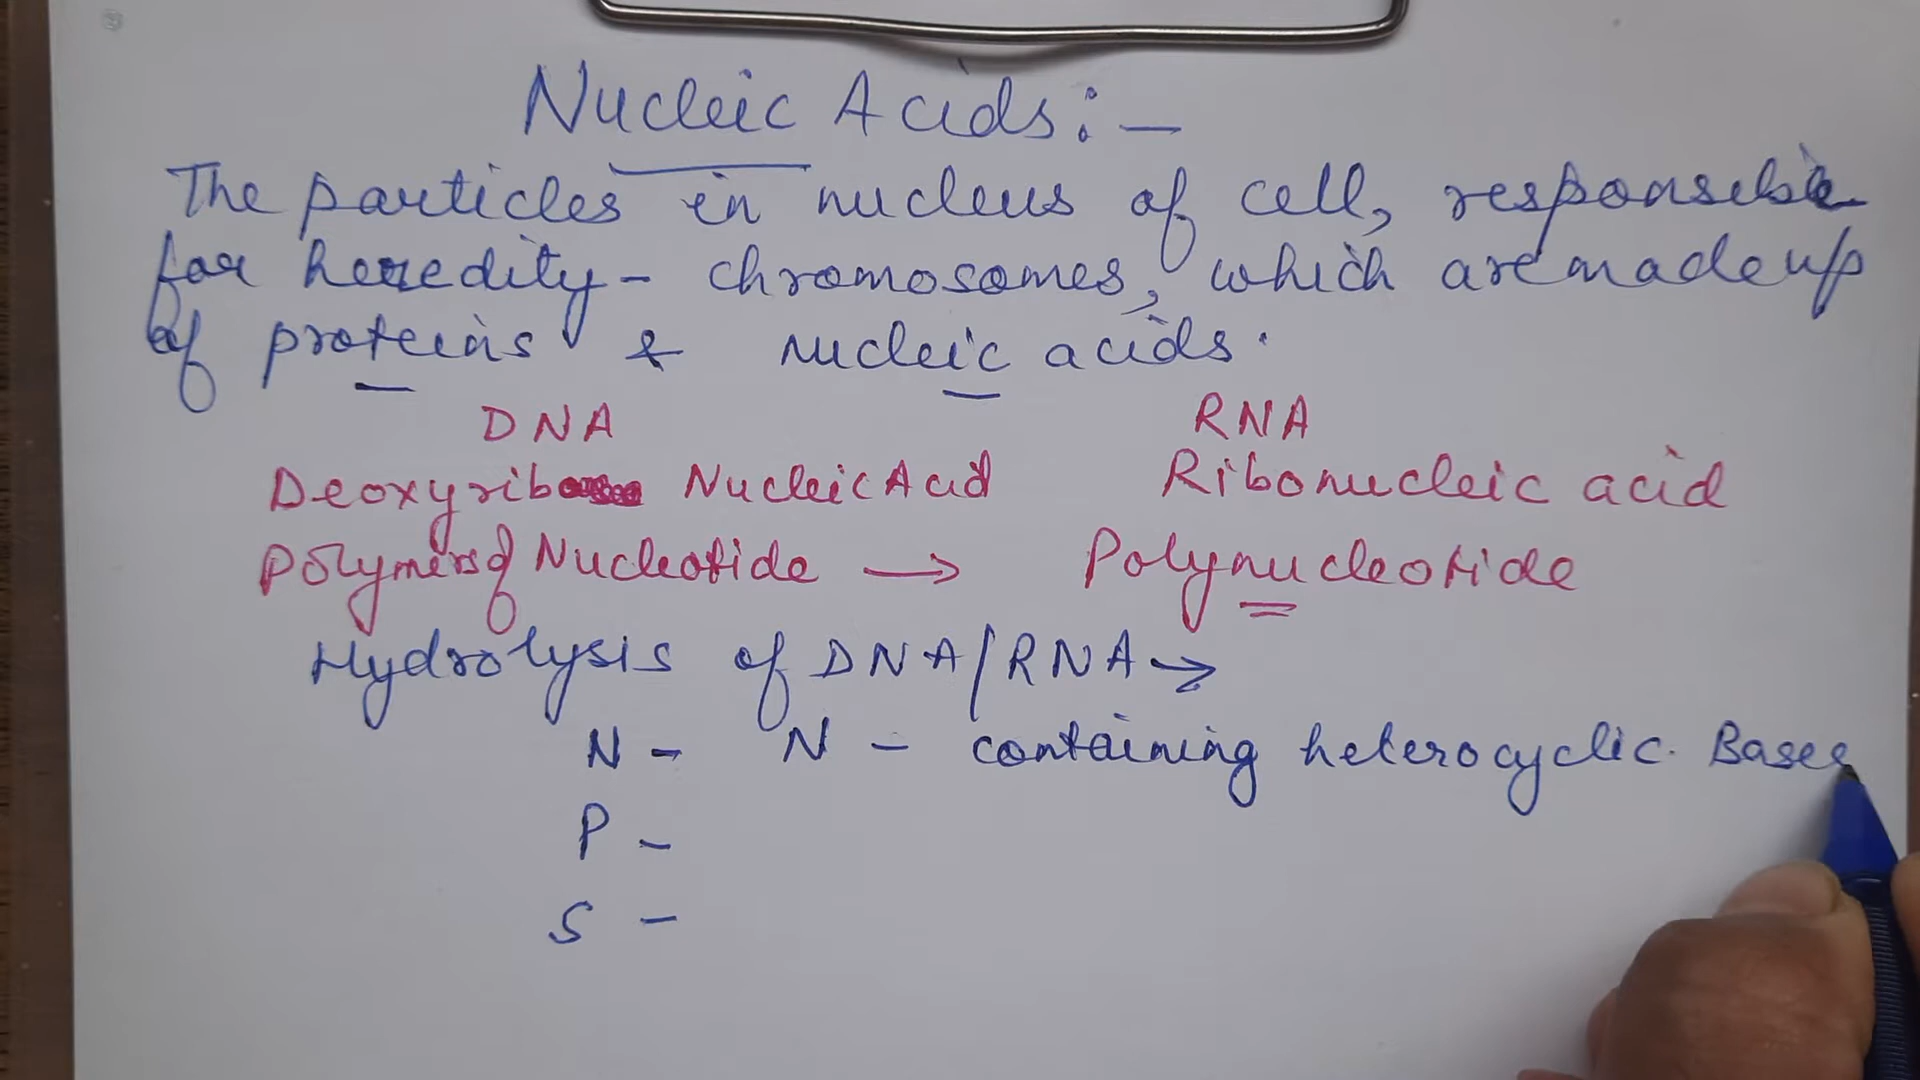 Nucleic Acids:-
The particles in nucleus of cell, responsible
for heredity - chromosomes, which are made up
of proteins & nucleic acids.
DNA RNA
Deoxyribo Nucleic Acid Ribonucleic acid
Polymers of Nucleotide → Polynucleotide
Hydrolysis of DNA/RNA →
N - N - containing heterocyclic. Bases
P -
S -